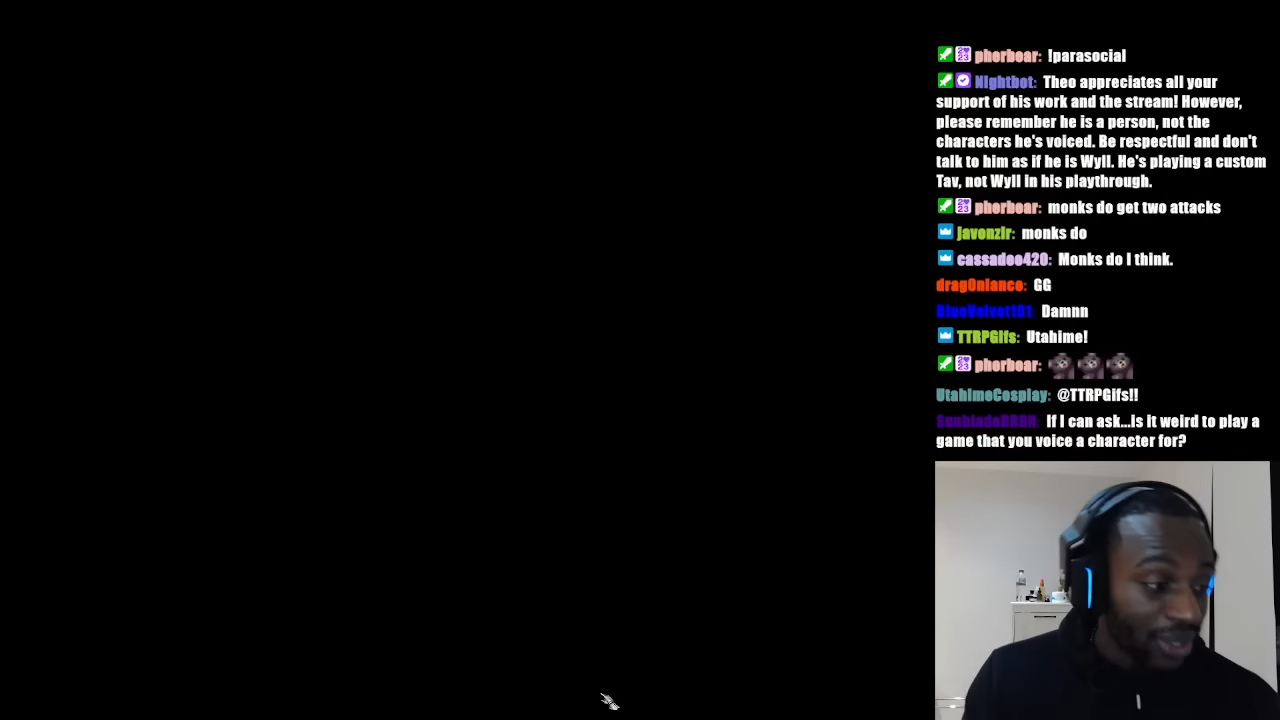 pherbear: !parasocial
Nightbot: Theo appreciates all your
support of his work and the stream! However,
please remember he is a person, not the
characters he's voiced. Be respectful and don't
talk to him as if he is Wyll. He's playing a custom
Tav, not Wyll in his playthrough.
pherbear: monks do get two attacks
javonzlr: monks do
cassadee420: Monks do I think.
drag0nlance: GG
BlueVelvet101: Damnn
TTRPGifs: Utahime!
pherbear:
UtahimeCosplay: @TTRPGifs!!
If I can ask...is it weird to play a
game that you voice a character for?